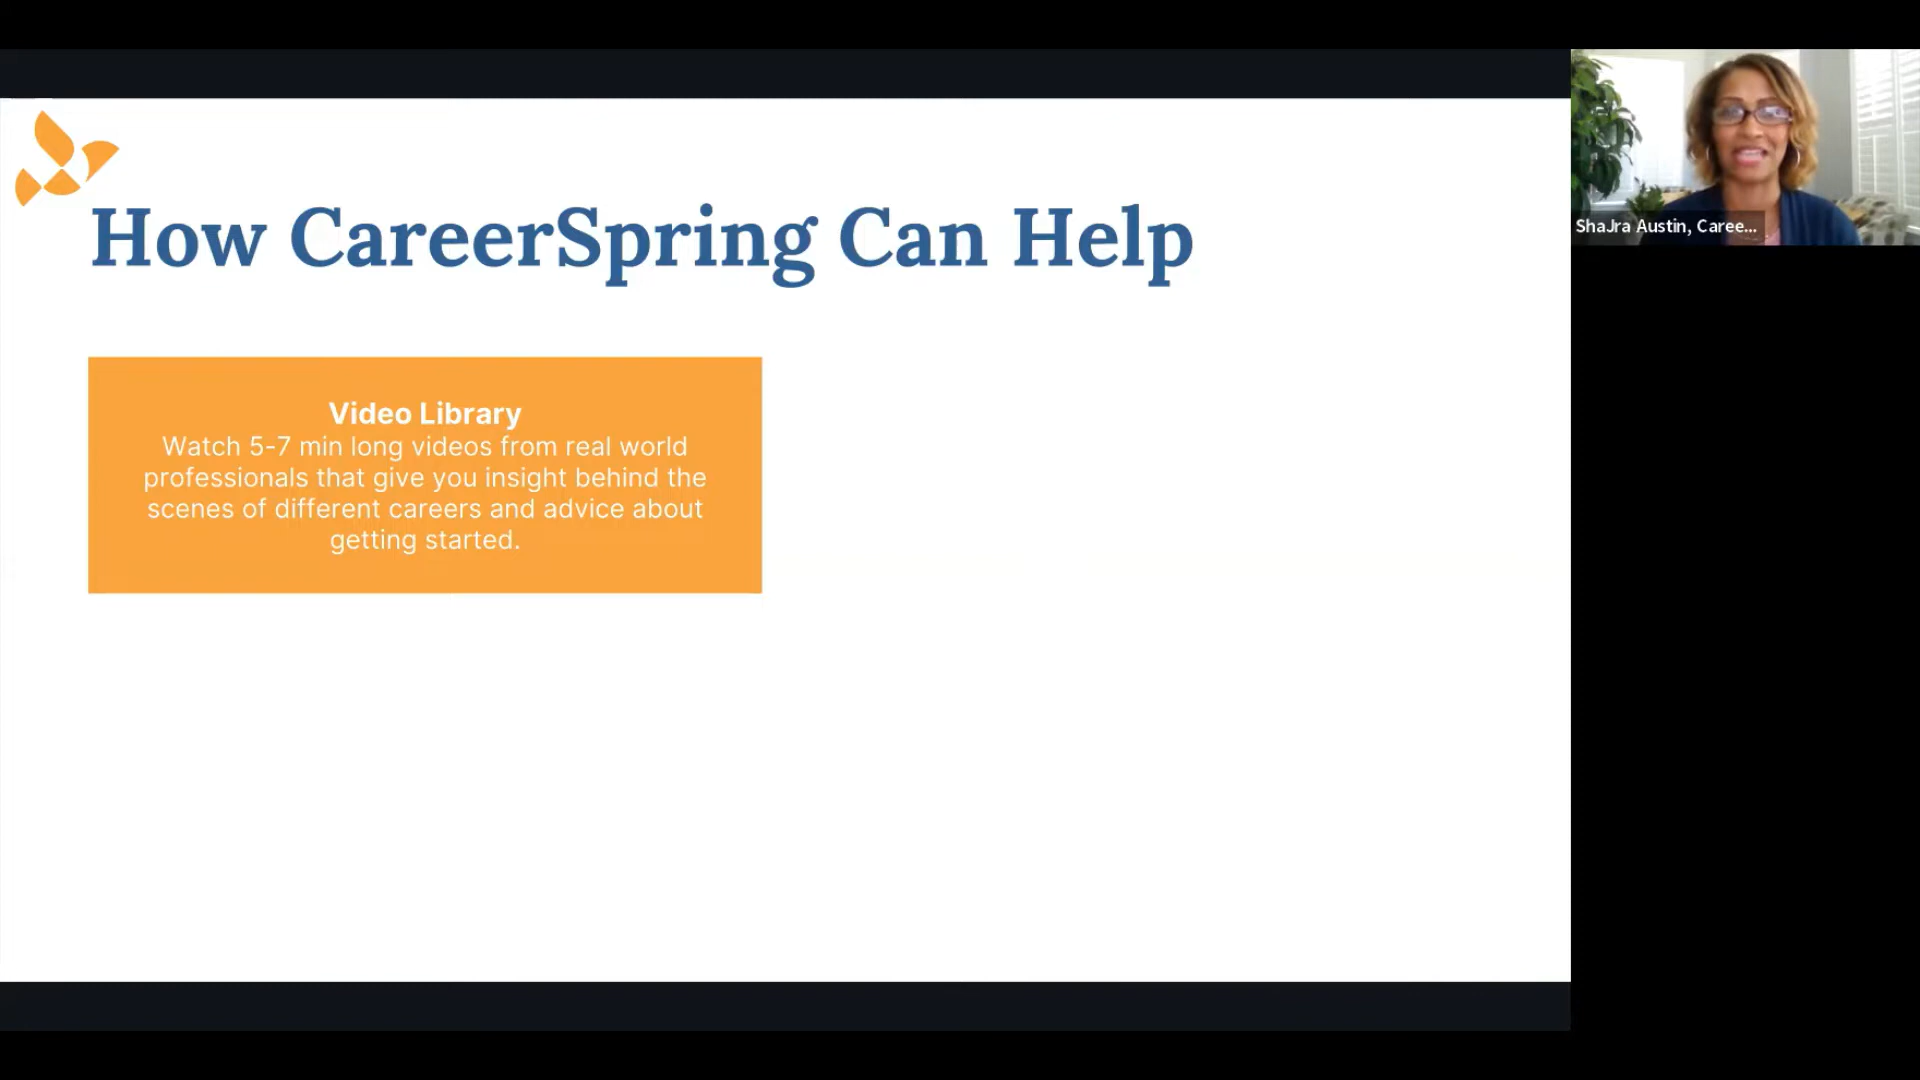 How CareerSpring Can Help
Video Library
Watch 5-7 min long videos from real world
professionals that give you insight behind the
scenes of different careers and advice about
getting started.
ShaJra Austin, Caree...